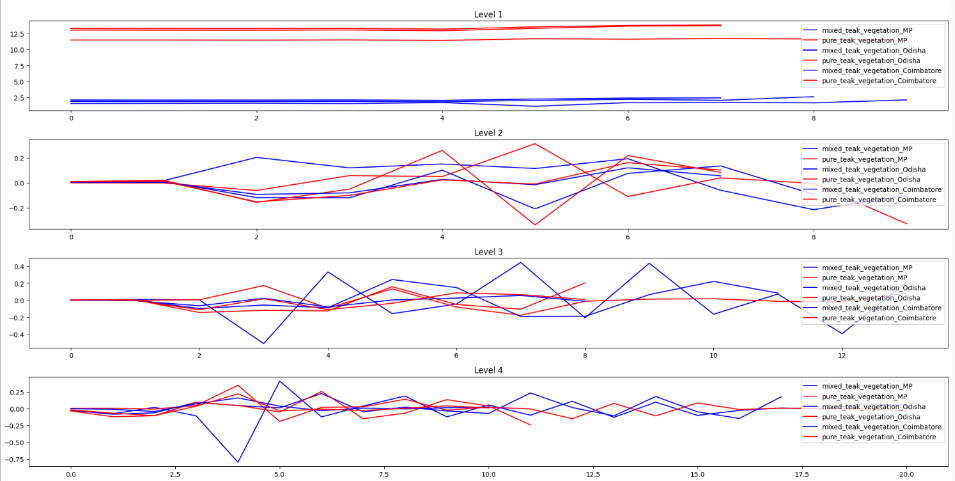 Level 1
12.5
10.0
7.5
5.0
2.5
mixed_teak_vegetation_MP
pure_teak_vegetation_MP
mixed_teak_vegetation_Odisha
pure_teak_vegetation_Odisha
mixed_teak_vegetation_Coimbatore
pure_teak_vegetation_Coimbatore
0 2 4 6 8
Level 2
0.2
0.0
−0.2
mixed_teak_vegetation_MP
pure_teak_vegetation_MP
mixed_teak_vegetation_Odisha
pure_teak_vegetation_Odisha
mixed_teak_vegetation_Coimbatore
pure_teak_vegetation_Coimbatore
0 2 4 6 8
Level 3
0.4
0.2
0.0
−0.2
−0.4
mixed_teak_vegetation_MP
pure_teak_vegetation_MP
mixed_teak_vegetation_Odisha
pure_teak_vegetation_Odisha
mixed_teak_vegetation_Coimbatore
pure_teak_vegetation_Coimbatore
0 2 4 6 8 10 12
Level 4
0.25
0.00
−0.25
−0.50
−0.75
mixed_teak_vegetation_MP
pure_teak_vegetation_MP
mixed_teak_vegetation_Odisha
pure_teak_vegetation_Odisha
mixed_teak_vegetation_Coimbatore
pure_teak_vegetation_Coimbatore
0.0 2.5 5.0 7.5 10.0 12.5 15.0 17.5 20.0